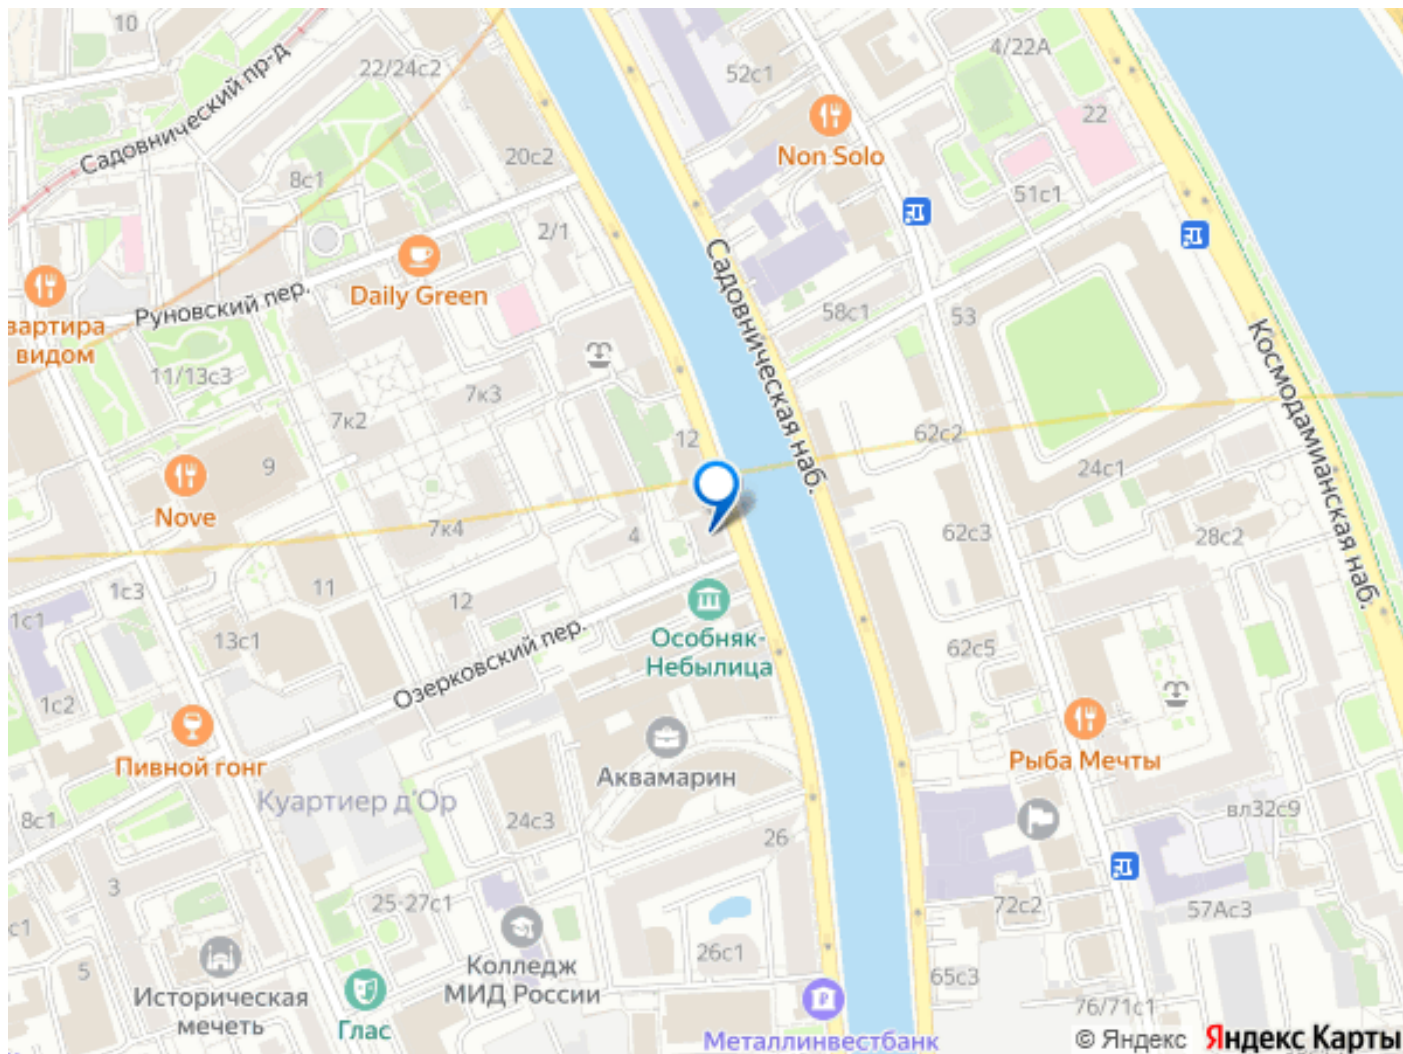 10
22/24с2
Садовнический пр-д
52с1
4/22А
22
Non Solo
20с2
8с1
51с1
2/1
Daily Green
Руновский пер.
Садовническая наб.
58с1
53
Космодамианская наб.
вартира
видом
11/13с3
7к3
7к2
12
62с2
24с1
9
Nove
7к4
4
62с3
28с2
1с3
11
12
1с1
13с1
Особняк-
Небылица
62с5
Озерковский пер.
1с2
Пивной гонг
Аквамарин
Рыба Мечты
Куартиер д'Ор
8с1
24с3
26
вл32с9
3
25-27с1
72с2
57Ас3
с1
5
26с1
65с3
Колледж
МИД России
Историческая
мечеть
Глас
76/71с1
Металлинвестбанк
© Яндекс Яндекс Карты